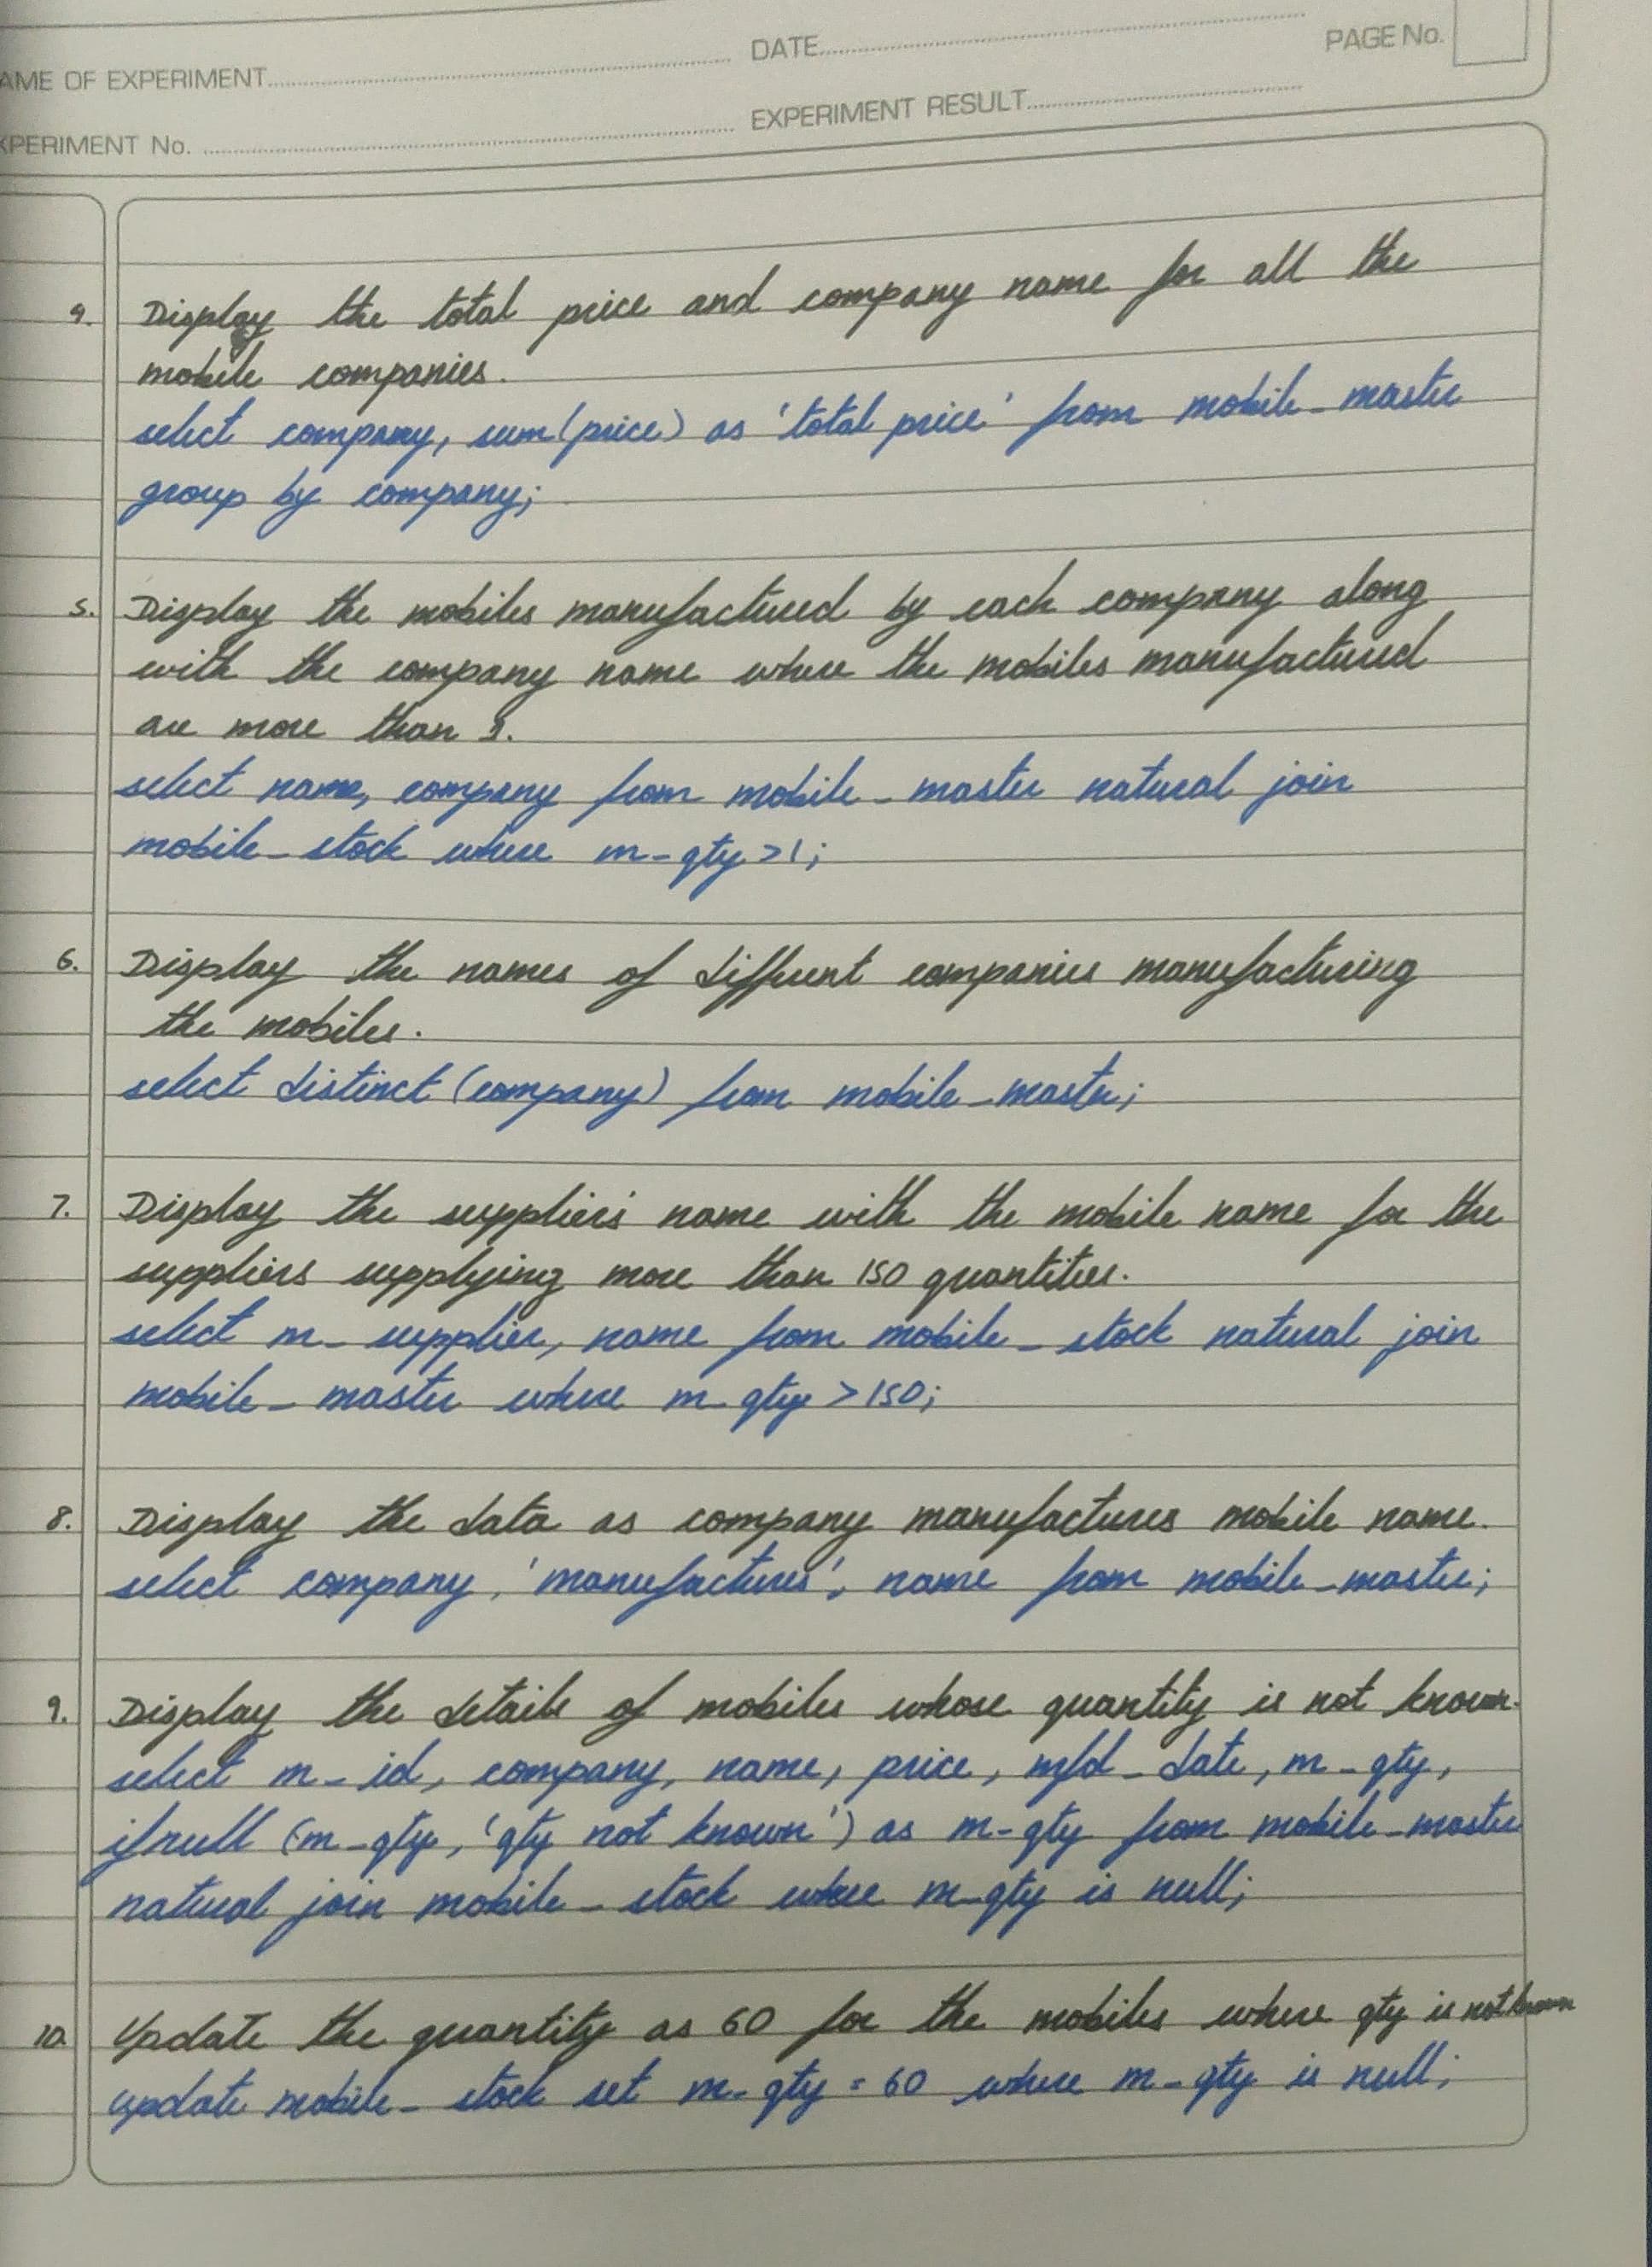 AME OF EXPERIMENT
DATE
PAGE No.
XPERIMENT No.
EXPERIMENT RESULT
4. Display the total price and company name for all the
mobile companies.
select company, sum(price) as 'total price' from mobile_master
group by company;
5. Display the mobiles manufactured by each company along
with the company name where the mobiles manufactured
are more than
select name, company from mobile_master natural join
mobile_stock where m_qty >1;
6. Display the names of different companies manufacturing
the mobiles.
select distinct (company) from mobile_master;
7. Display the supplier's name with the mobile name for the
suppliers supplying more than 150 quantities.
select m_supplier, name from mobile_stock natural join
mobile_master where m_qty >150;
8. Display the data as company manufactures mobile name.
select company, 'manufactures', name from mobile_master;
9. Display the details of mobiles whose quantity is not known.
select m_id, company, name, price, mfd_date, m_qty,
ifnull (m_qty, 'qty not known') as m_qty from mobile_master
natural join mobile_stock where m_qty is null;
10. Update the quantity as 60 for the mobiles where qty is not known
update mobile_stock set m_qty = 60 where m_qty is null;